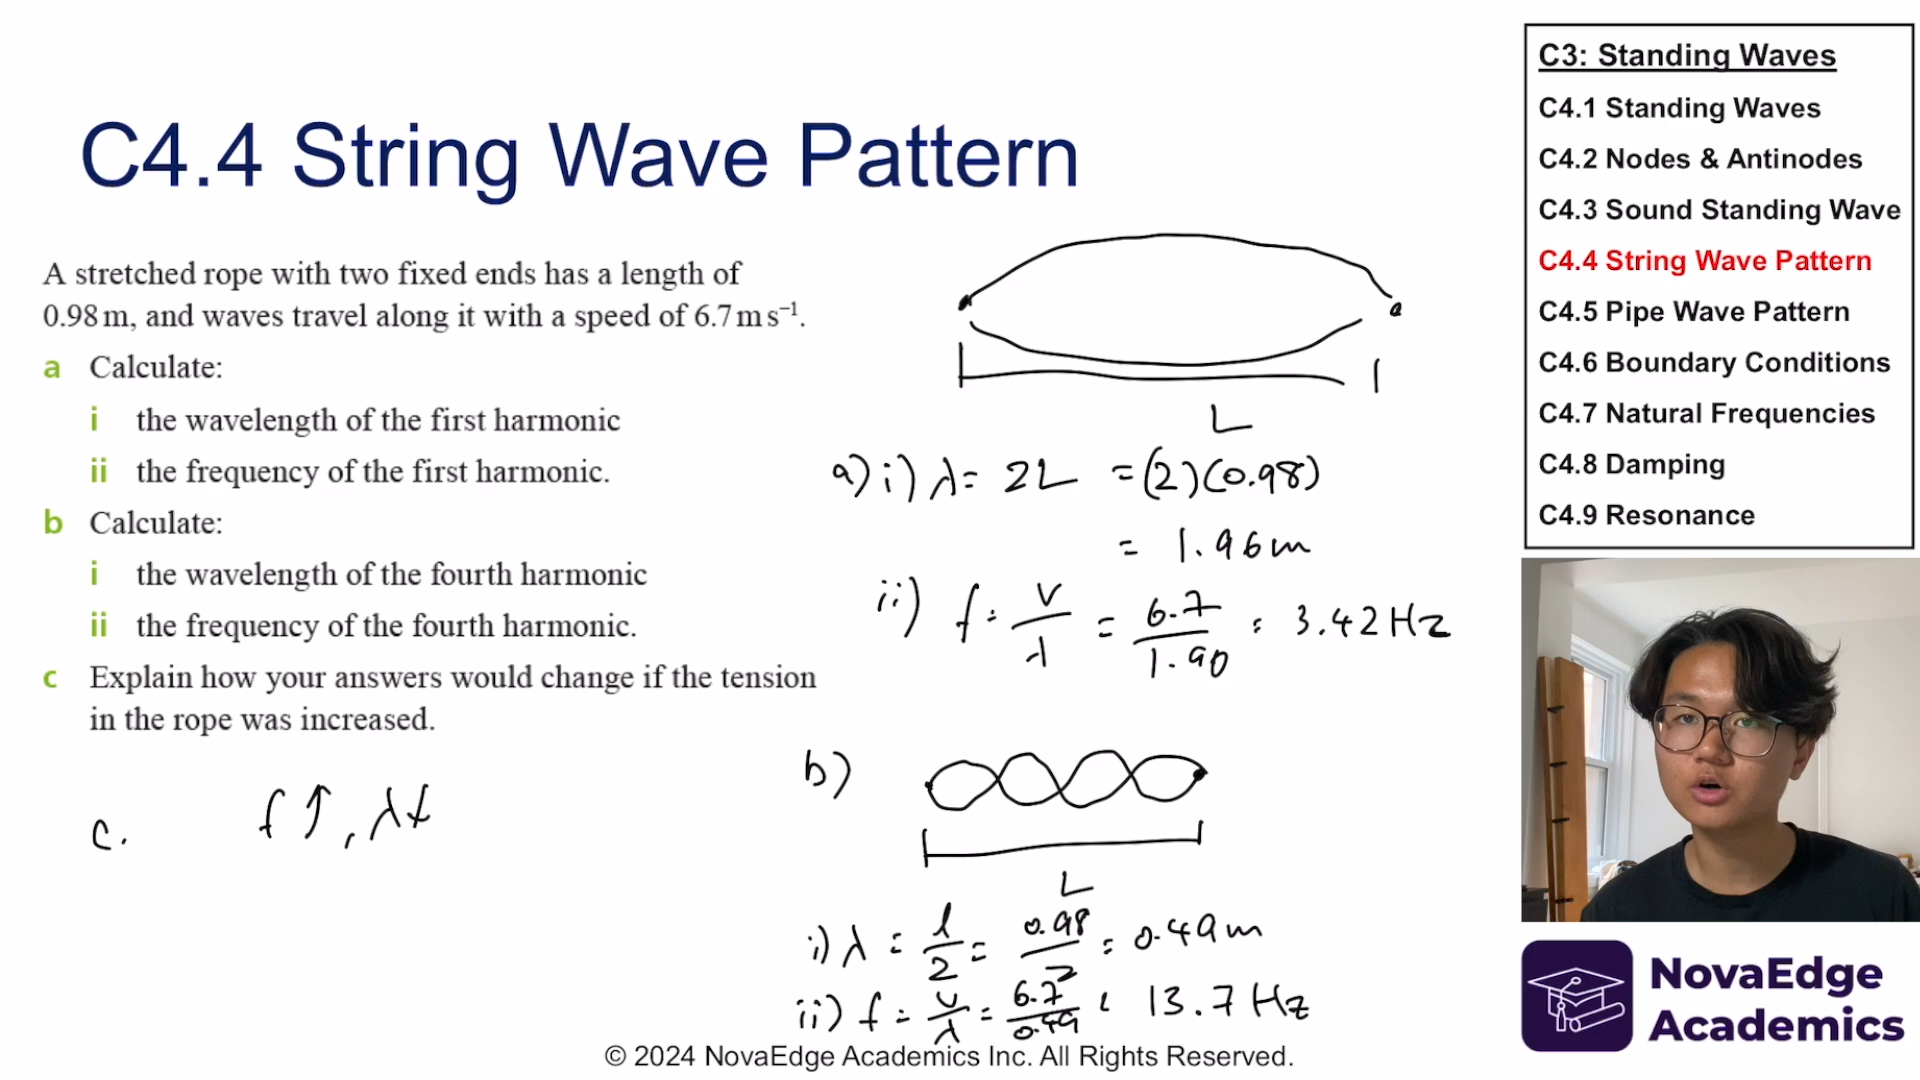 C4.4 String Wave Pattern
A stretched rope with two fixed ends has a length of
0.98 m, and waves travel along it with a speed of 6.7 m s⁻¹.
a Calculate:
i the wavelength of the first harmonic
ii the frequency of the first harmonic.
b Calculate:
i the wavelength of the fourth harmonic
ii the frequency of the fourth harmonic.
c Explain how your answers would change if the tension
in the rope was increased.
c. f ↑, λ
L
a) i) λ = 2L = (2)(0.98)
= 1.96m
ii) f = v/λ = 6.7/1.90 = 3.42 Hz
b)
L
i) λ = l/2 = 0.98/2 = 0.49m
ii) f = v/λ = 6.7/0.49 = 13.7 Hz
C3: Standing Waves
C4.1 Standing Waves
C4.2 Nodes & Antinodes
C4.3 Sound Standing Wave
C4.4 String Wave Pattern
C4.5 Pipe Wave Pattern
C4.6 Boundary Conditions
C4.7 Natural Frequencies
C4.8 Damping
C4.9 Resonance
NovaEdge
Academics
© 2024 NovaEdge Academics Inc. All Rights Reserved.